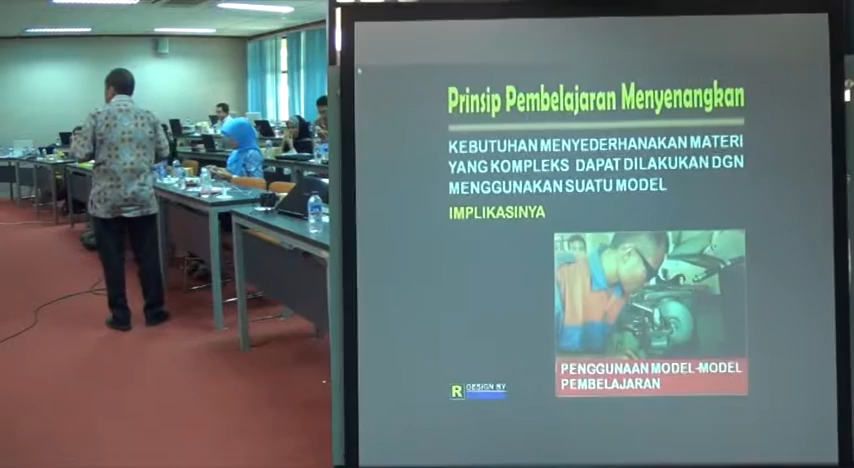 Prinsip Pembelajaran Menyenangkan
KEBUTUHAN MENYEDERHANAKAN MATERI
YANG KOMPLEKS DAPAT DILAKUKAN DGN
MENGGUNAKAN SUATU MODEL
IMPLIKASINYA
PENGGUNAAN MODEL-MODEL
PEMBELAJARAN
R DESIGN BY